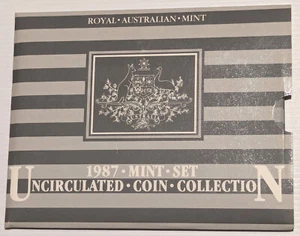 ROYAL · AUSTRALIAN · MINT
1987 · MINT · SET
UNCIRCULATED · COIN · COLLECTION